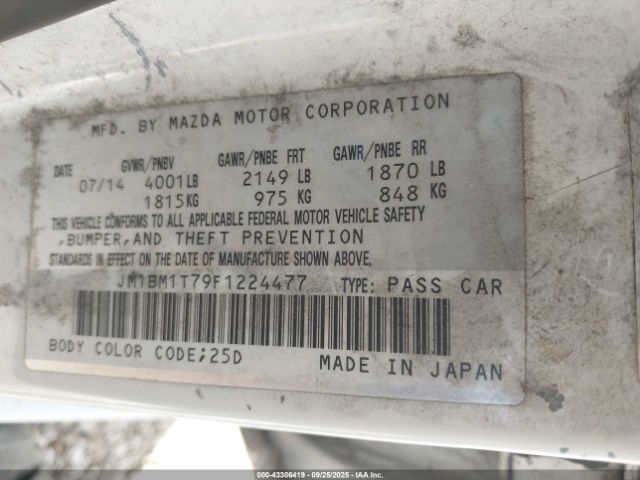 MFD. BY MAZDA MOTOR CORPORATION
DATE GVWR/PNBV GAWR/PNBE FRT GAWR/PNBE RR
07/14 4001LB 2149 LB 1870 LB
1815KG 975 KG 848 KG
THIS VEHICLE CONFORMS TO ALL APPLICABLE FEDERAL MOTOR VEHICLE SAFETY
,BUMPER,AND THEFT PREVENTION
STANDARDS IN EFFECT ON THE DATE OF MANUFACTURE SHOWN ABOVE.
JM1BM1T79F1224477 TYPE: PASS CAR
BODY COLOR CODE;25D MADE IN JAPAN
000-43306419 | 09/25/2025 | IAA Inc.